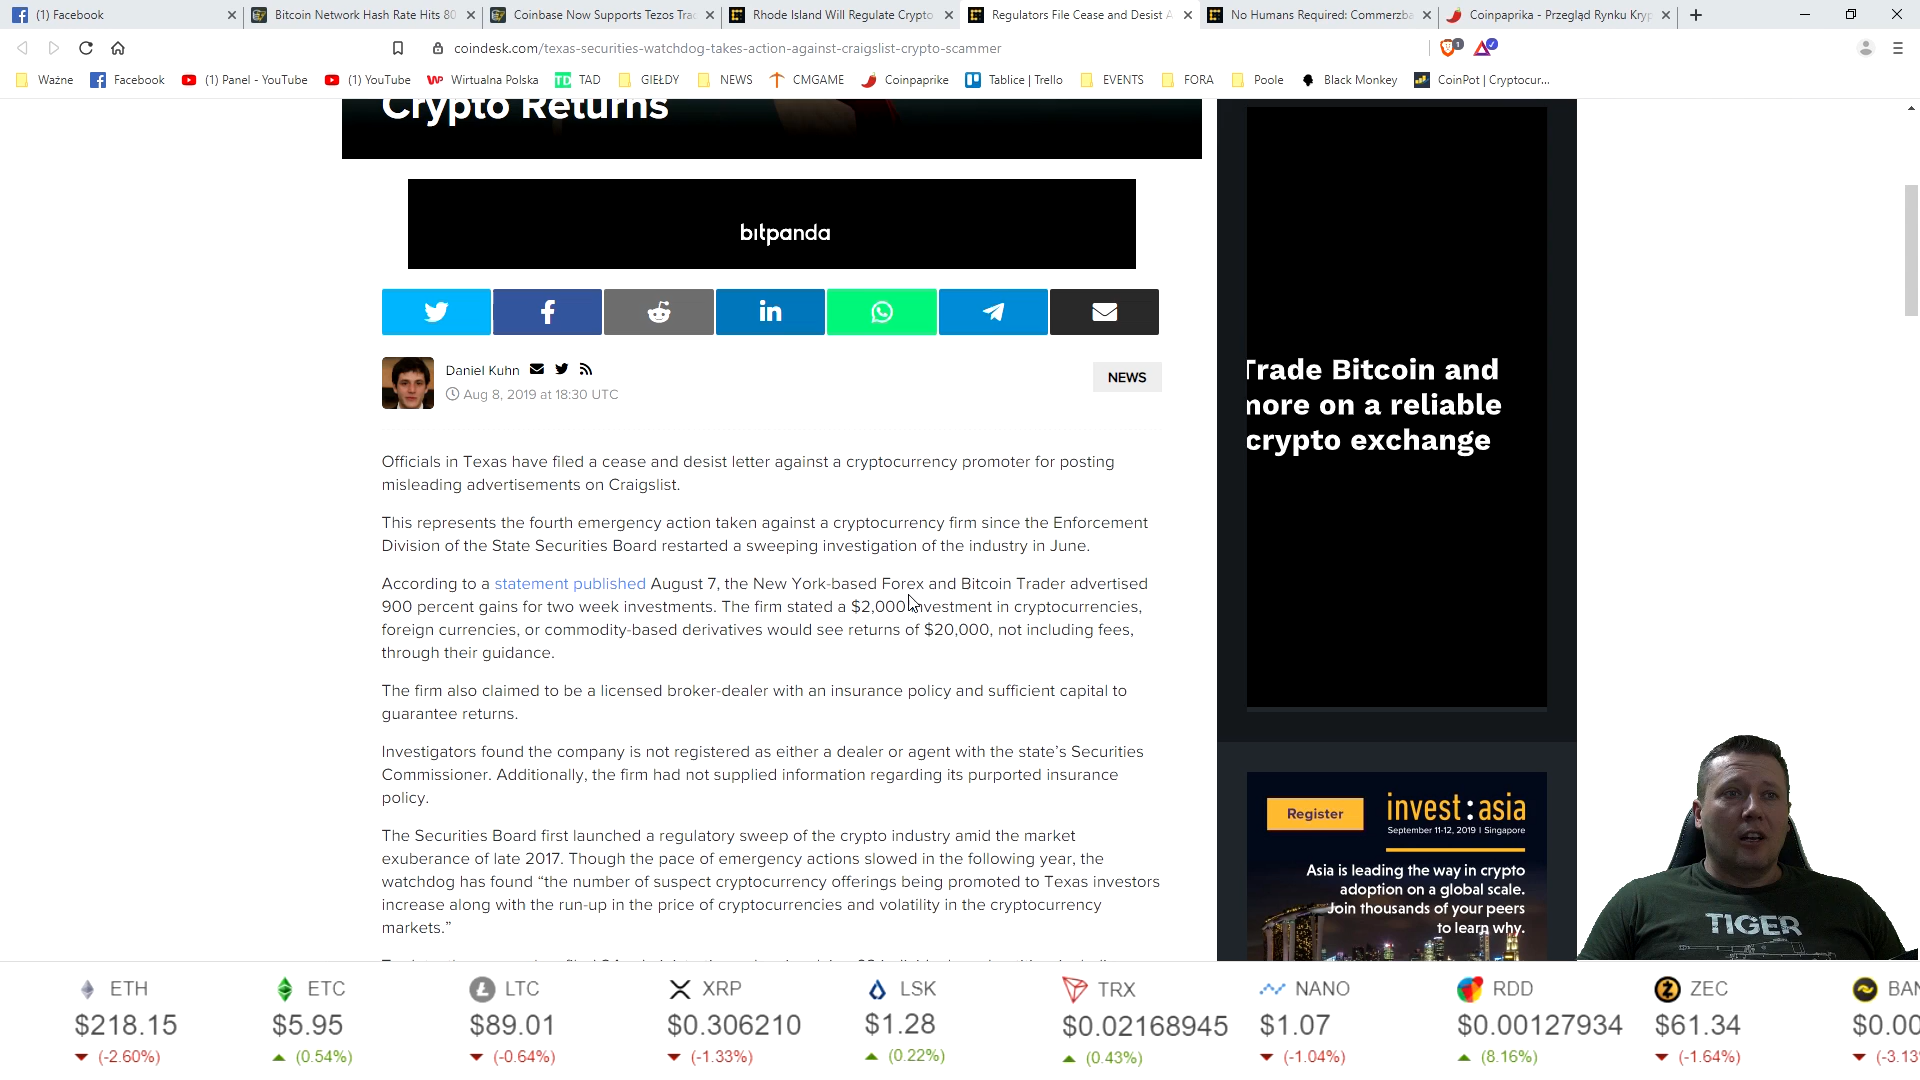 (1) Facebook
Bitcoin Network Hash Rate Hits 80
Coinbase Now Supports Tezos Trac
Rhode Island Will Regulate Crypto
Regulators File Cease and Desist A
No Humans Required: Commerzba
Coinpaprika - Przegląd Rynku Kryp
coindesk.com/texas-securities-watchdog-takes-action-against-craigslist-crypto-scammer
Ważne
Facebook
(1) Panel - YouTube
(1) YouTube
Wirtualna Polska
TAD
GIEŁDY
NEWS
CMGAME
Coinpaprike
Tablice | Trello
EVENTS
FORA
Poole
Black Monkey
CoinPot | Cryptocur...
Crypto Returns
bitpanda
Daniel Kuhn
NEWS
Aug 8, 2019 at 18:30 UTC
Officials in Texas have filed a cease and desist letter against a cryptocurrency promoter for posting
misleading advertisements on Craigslist.
This represents the fourth emergency action taken against a cryptocurrency firm since the Enforcement
Division of the State Securities Board restarted a sweeping investigation of the industry in June.
According to a statement published August 7, the New York-based Forex and Bitcoin Trader advertised
900 percent gains for two week investments. The firm stated a $2,000 investment in cryptocurrencies,
foreign currencies, or commodity-based derivatives would see returns of $20,000, not including fees,
through their guidance.
The firm also claimed to be a licensed broker-dealer with an insurance policy and sufficient capital to
guarantee returns.
Investigators found the company is not registered as either a dealer or agent with the state's Securities
Commissioner. Additionally, the firm had not supplied information regarding its purported insurance
policy.
The Securities Board first launched a regulatory sweep of the crypto industry amid the market
exuberance of late 2017. Though the pace of emergency actions slowed in the following year, the
watchdog has found “the number of suspect cryptocurrency offerings being promoted to Texas investors
increase along with the run-up in the price of cryptocurrencies and volatility in the cryptocurrency
markets.”
Trade Bitcoin and
more on a reliable
crypto exchange
Register
invest:asia
September 11-12, 2019 | Singapore
Asia is leading the way in crypto
adoption on a global scale.
Join thousands of your peers
to learn why.
TIGER
ETH
$218.15
(-2.60%)
ETC
$5.95
(0.54%)
LTC
$89.01
(-0.64%)
XRP
$0.306210
(-1.33%)
LSK
$1.28
(0.22%)
TRX
$0.02168945
(0.43%)
NANO
$1.07
(-1.04%)
RDD
$0.00127934
(8.16%)
ZEC
$61.34
(-1.64%)
BAN
$0.00
(-3.13